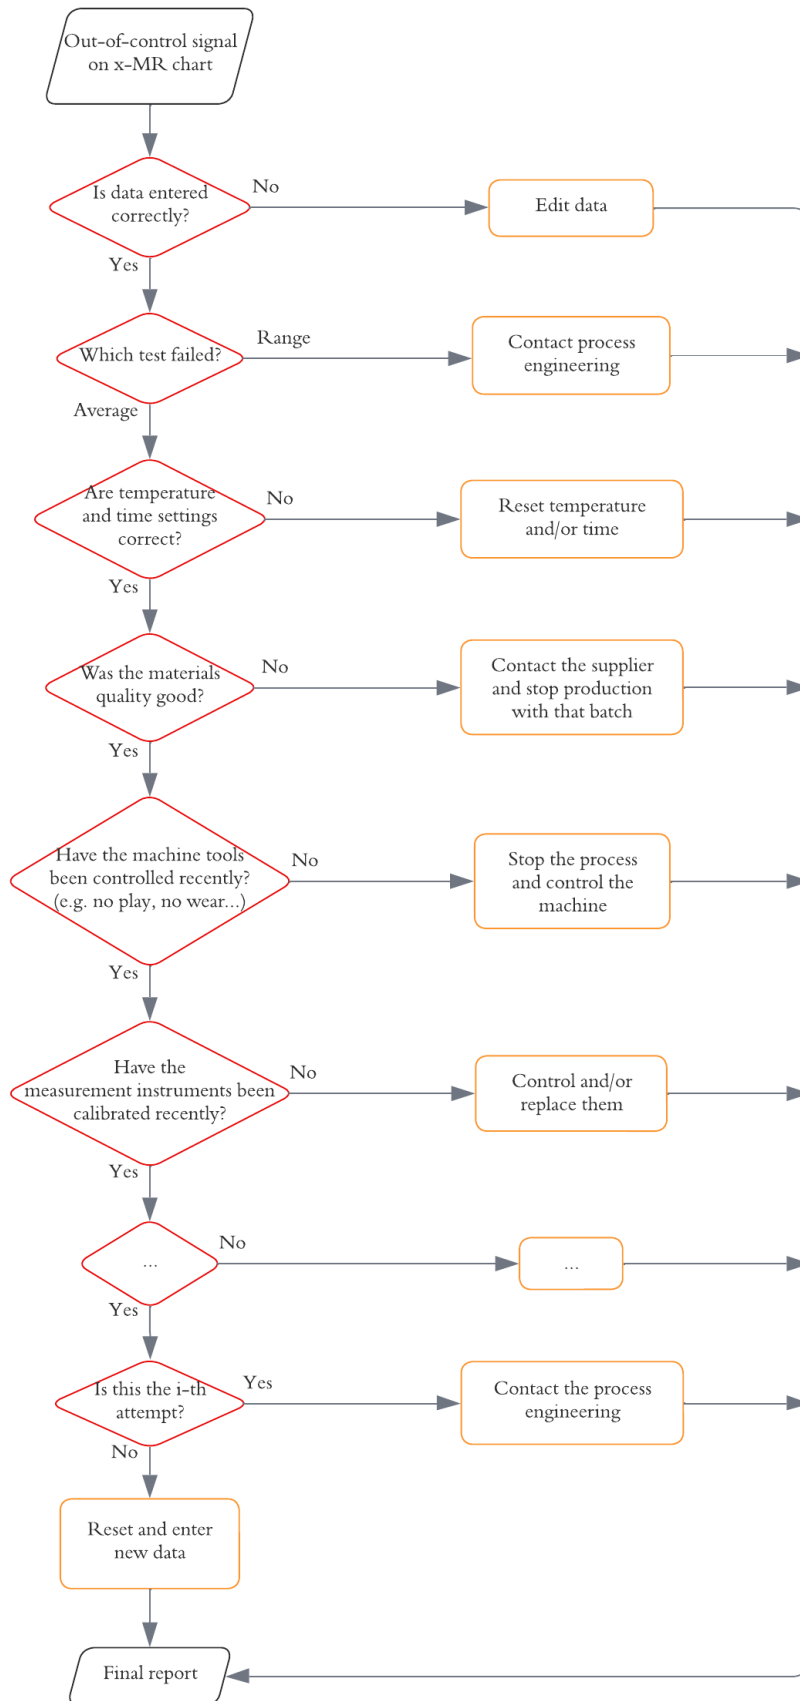 Out-of-control signal
on x-MR chart
Is data entered
correctly?
No
Edit data
Yes
Which test failed?
Range
Contact process
engineering
Average
Are temperature
and time settings
correct?
No
Reset temperature
and/or time
Yes
Was the materials
quality good?
No
Contact the supplier
and stop production
with that batch
Yes
Have the machine tools
been controlled recently?
(e.g. no play, no wear...)
No
Stop the process
and control the
machine
Yes
Have the
measurement instruments been
calibrated recently?
No
Control and/or
replace them
Yes
...
No
...
Yes
Is this the i-th
attempt?
Yes
Contact the process
engineering
No
Reset and enter
new data
Final report